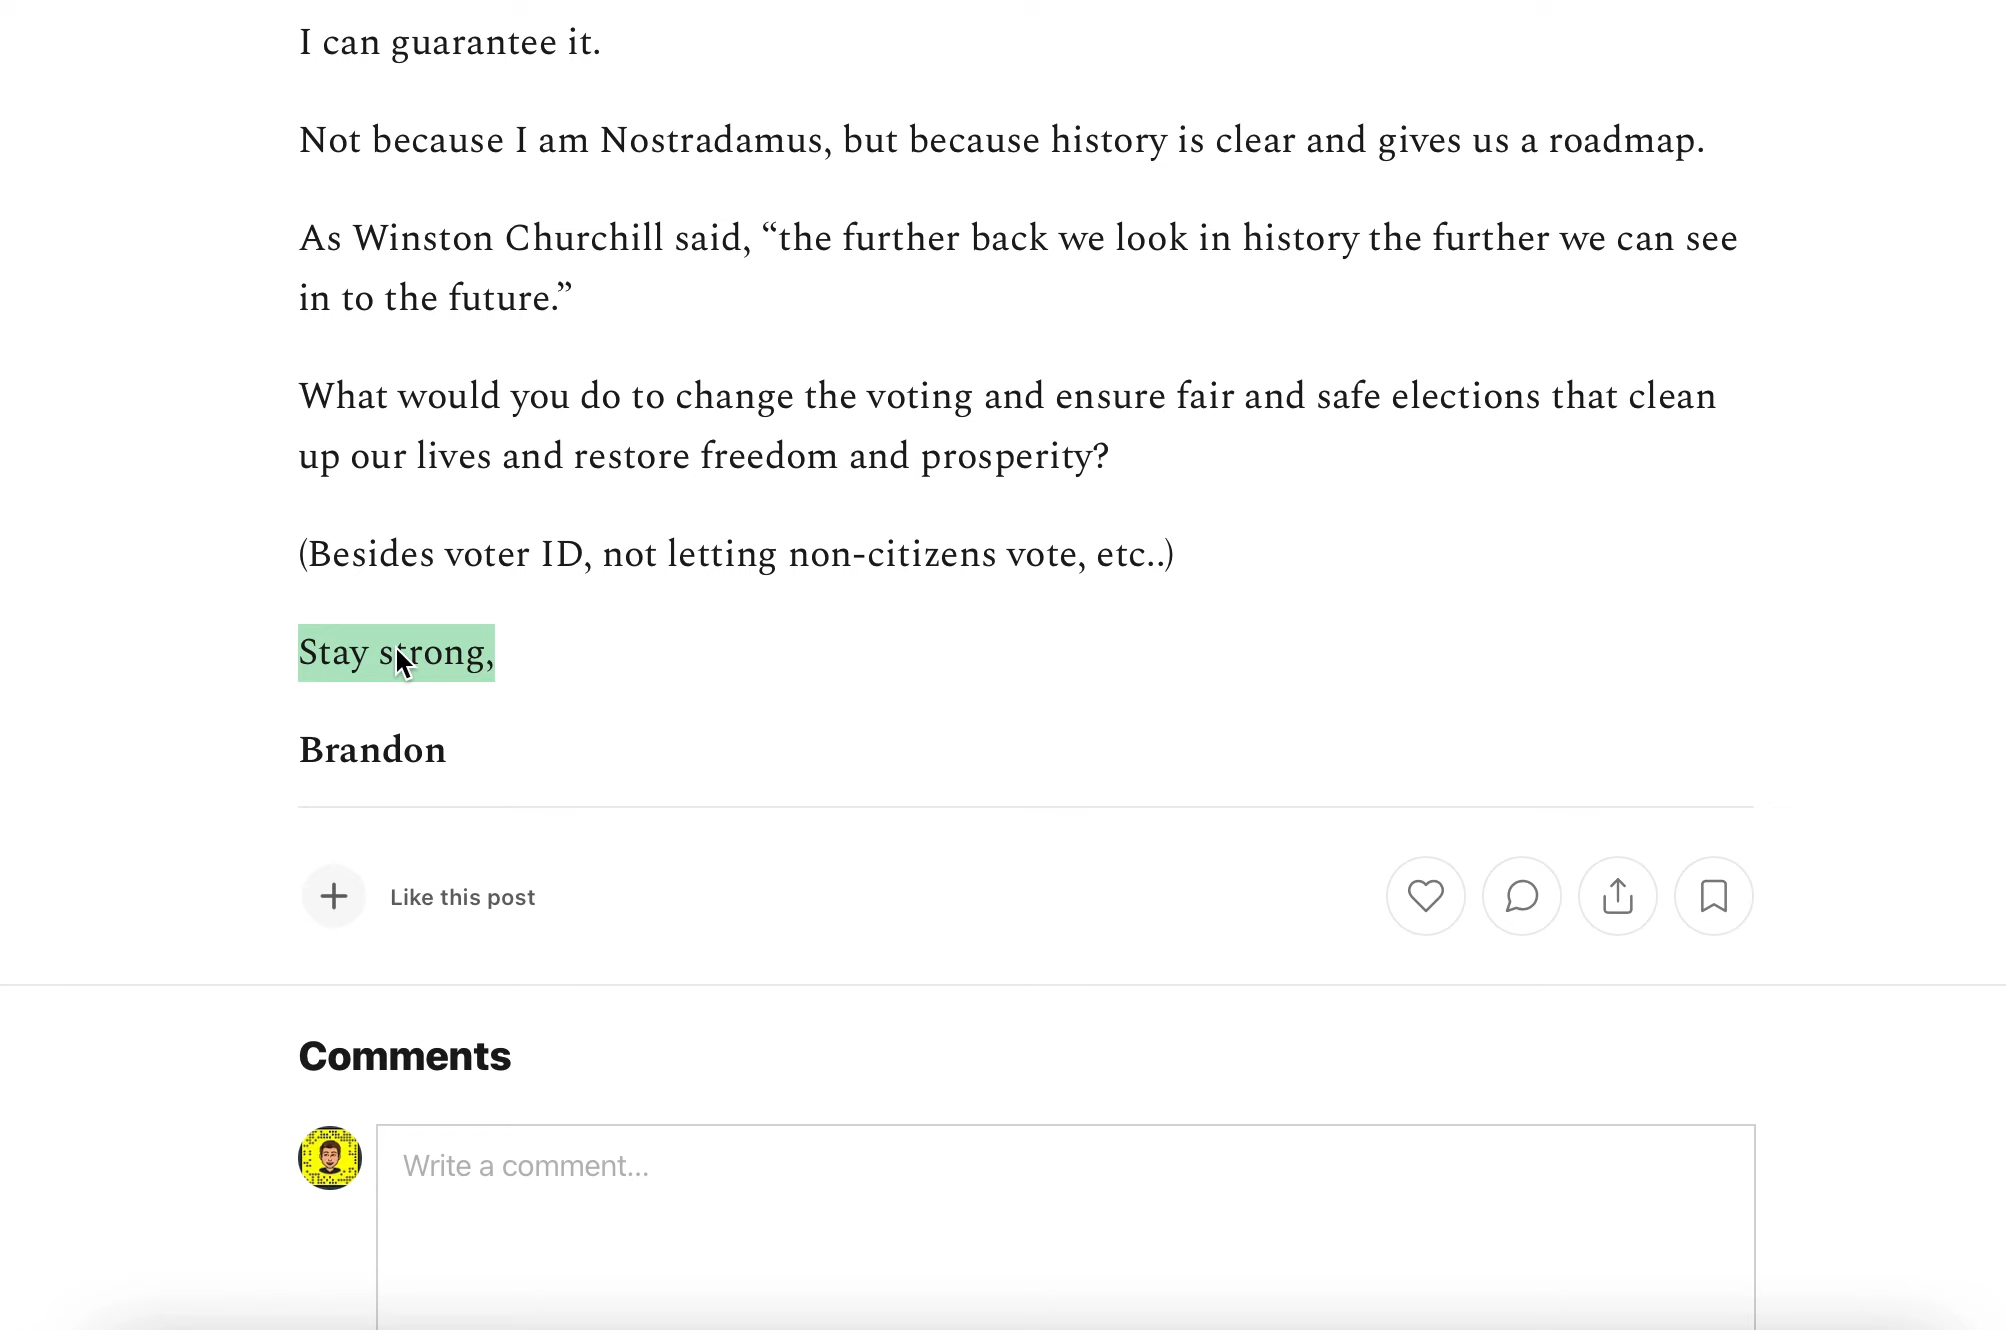 I can guarantee it.
Not because I am Nostradamus, but because history is clear and gives us a roadmap.
As Winston Churchill said, “the further back we look in history the further we can see
in to the future.”
What would you do to change the voting and ensure fair and safe elections that clean
up our lives and restore freedom and prosperity?
(Besides voter ID, not letting non-citizens vote, etc..)
Stay strong,
Brandon
Like this post
Comments
Write a comment...